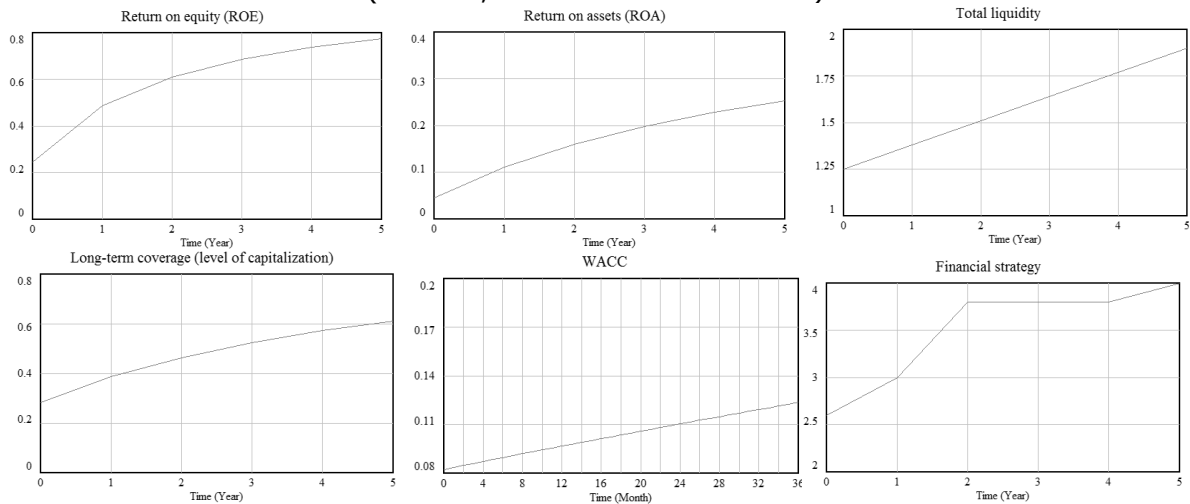 Return on equity (ROE)
0.8
0.6
0.4
0.2
0
0 1 2 3 4 5
Time (Year)
Return on assets (ROA)
0.4
0.3
0.2
0.1
0
0 1 2 3 4 5
Time (Year)
Total liquidity
2
1.75
1.5
1.25
1
0 1 2 3 4 5
Time (Year)
Long-term coverage (level of capitalization)
0.8
0.6
0.4
0.2
0
0 1 2 3 4 5
Time (Year)
WACC
0.2
0.17
0.14
0.11
0.08
0 4 8 12 16 20 24 28 32 36
Time (Month)
Financial strategy
4
3.5
3
2.5
2
0 1 2 3 4 5
Time (Year)